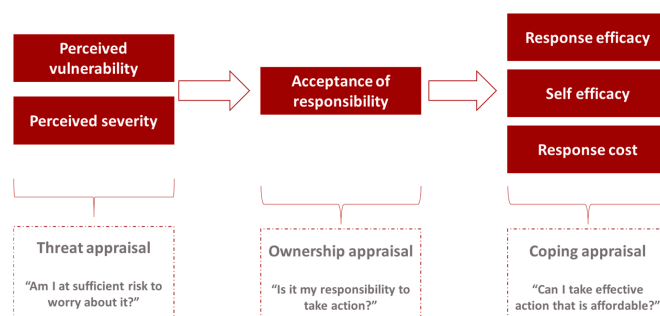 Perceived
vulnerability
Perceived severity
Acceptance of
responsibility
Response efficacy
Self efficacy
Response cost
Threat appraisal
“Am I at sufficient risk to
worry about it?”
Ownership appraisal
“Is it my responsibility to
take action?”
Coping appraisal
“Can I take effective
action that is affordable?”